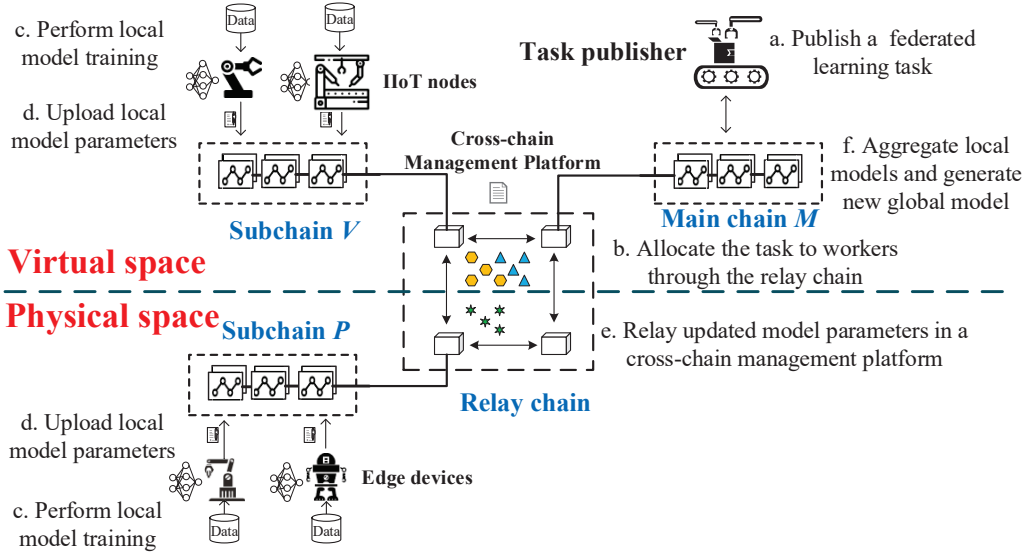 Data
Data
c. Perform local
model training
IIoT nodes
d. Upload local
model parameters
Task publisher
a. Publish a federated
learning task
Cross-chain
Management Platform
f. Aggregate local
models and generate
new global model
Subchain V
Main chain M
b. Allocate the task to workers
through the relay chain
Virtual space
Physical space
Subchain P
e. Relay updated model parameters in a
cross-chain management platform
Relay chain
d. Upload local
model parameters
Edge devices
c. Perform local
model training
Data
Data